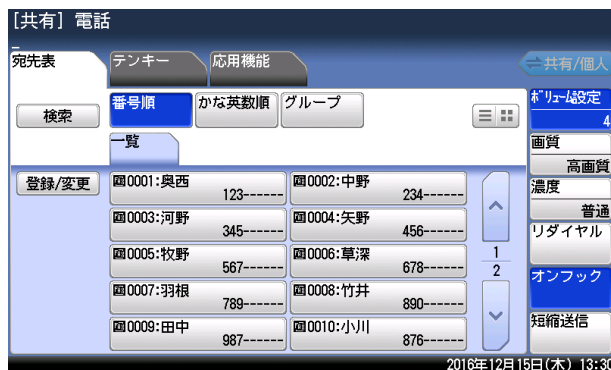 [共有] 電話
宛先表
テンキー
応用機能
共有/個人
検索
番号順
かな英数順
グループ
一覧
登録/変更
0001:奥西
123------
0002:中野
234------
0003:河野
345------
0004:矢野
456------
0005:牧野
567------
0006:草深
678------
0007:羽根
789------
0008:竹井
890------
0009:田中
987------
0010:小川
876------
1
2
ﾎﾞﾘｭｰﾑ設定
4
画質
高画質
濃度
普通
リダイヤル
オンフック
短縮送信
2016年12月15日(木) 13:30